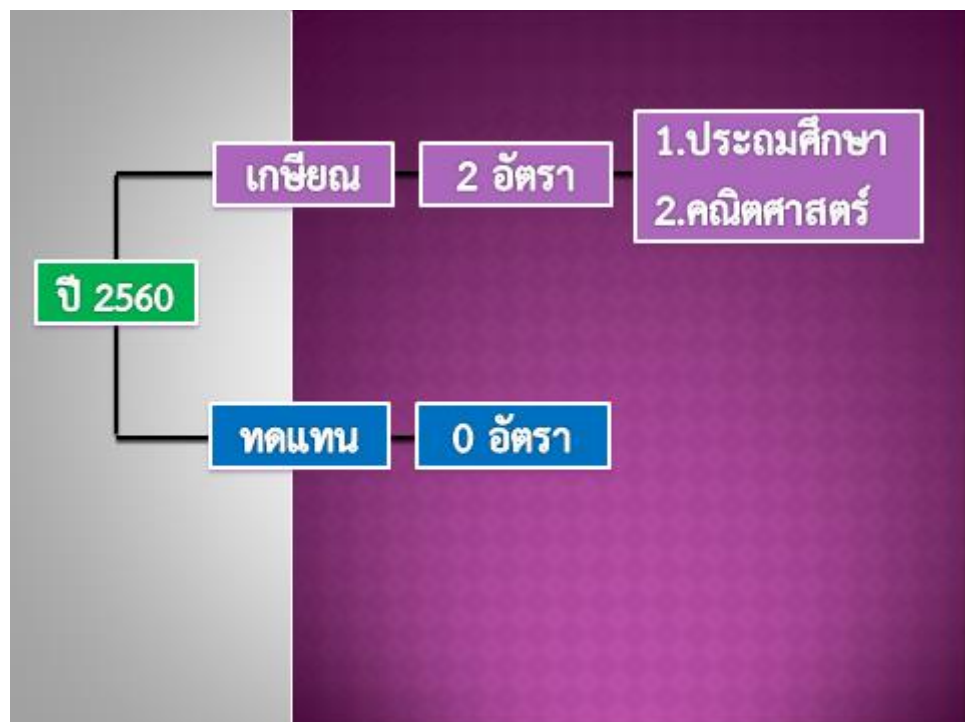 ปี 2560
เกษียณ
2 อัตรา
1.ประถมศึกษา
2.คณิตศาสตร์
ทดแทน
0 อัตรา